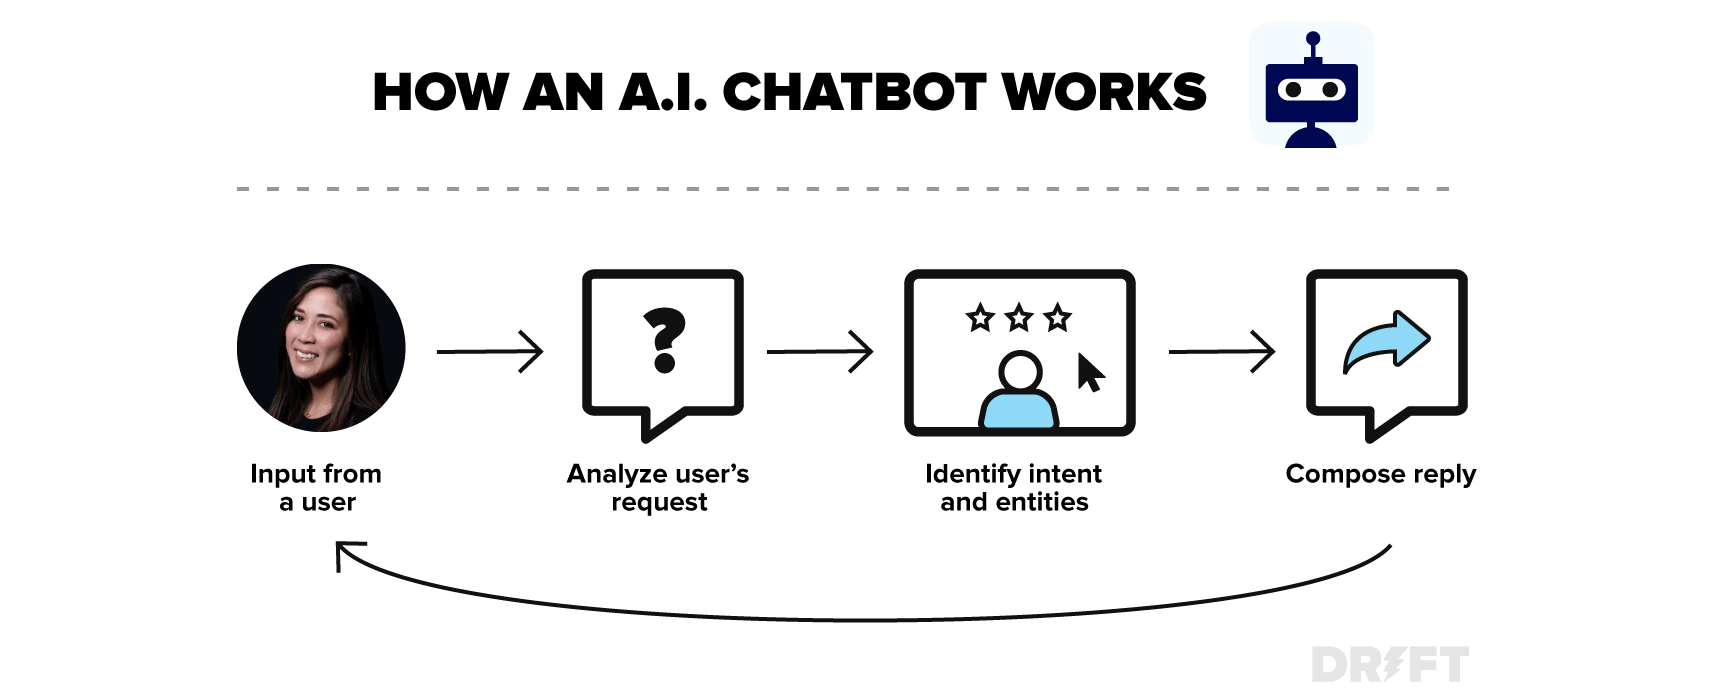 HOW AN A.I. CHATBOT WORKS
?
Input from
a user
Analyze user's
request
Identify intent
and entities
Compose reply
DRIFT